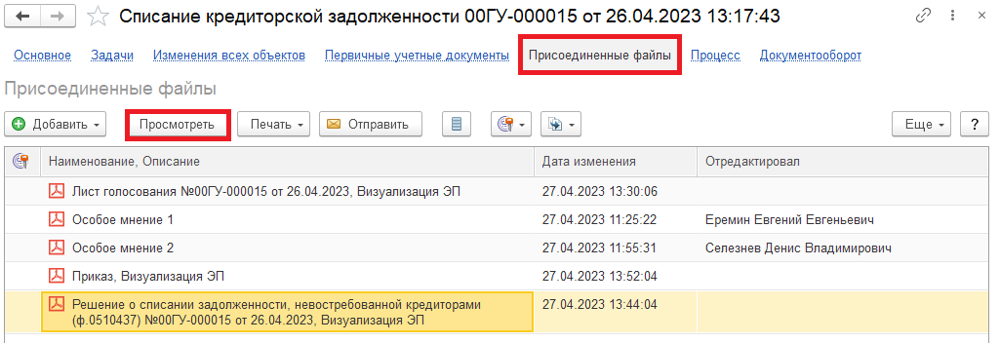 Списание кредиторской задолженности 00ГУ-000015 от 26.04.2023 13:17:43
Основное Задачи Изменения всех объектов Первичные учетные документы Присоединенные файлы Процесс Документооборот
Присоединенные файлы
Добавить Просмотреть Печать Отправить Еще ?
Наименование, Описание Дата изменения Отредактировал
Лист голосования №00ГУ-000015 от 26.04.2023, Визуализация ЭП 27.04.2023 13:30:06
Особое мнение 1 27.04.2023 11:25:22 Еремин Евгений Евгеньевич
Особое мнение 2 27.04.2023 11:55:31 Селезнев Денис Владимирович
Приказ, Визуализация ЭП 27.04.2023 13:52:04
Решение о списании задолженности, невостребованной кредиторами 27.04.2023 13:44:04
(ф.0510437) №00ГУ-000015 от 26.04.2023, Визуализация ЭП